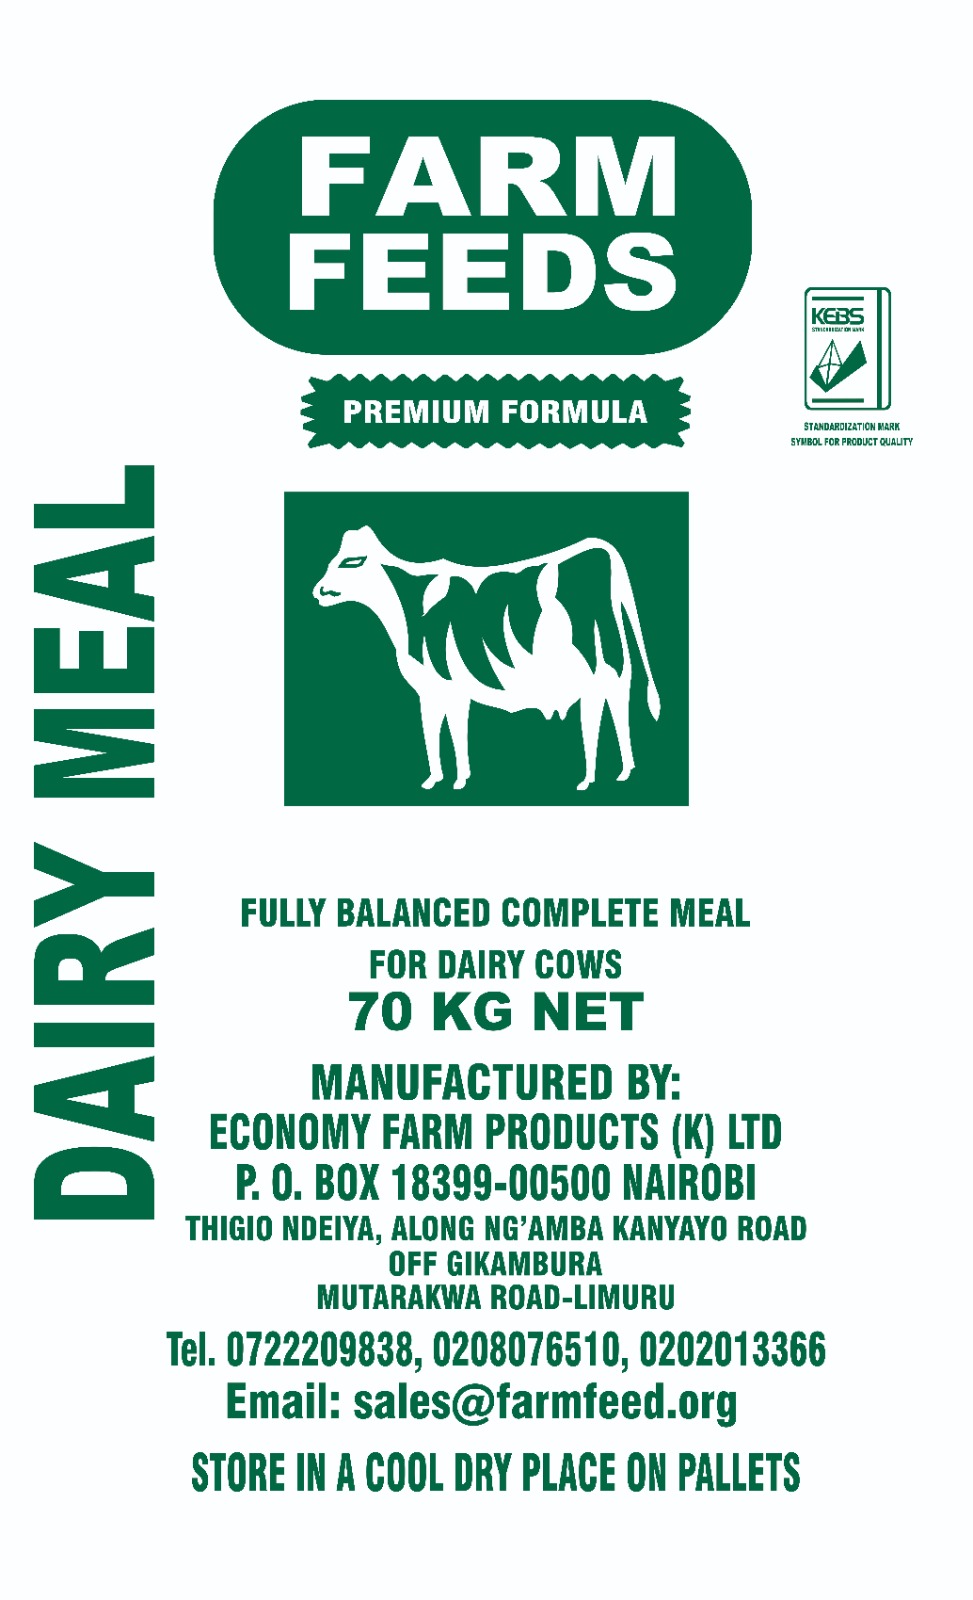 FARM
FEEDS
PREMIUM FORMULA
KEBS
STANDARDIZATION MARK
STANDARDIZATION MARK
SYMBOL FOR PRODUCT QUALITY
DAIRY MEAL
FULLY BALANCED COMPLETE MEAL
FOR DAIRY COWS
70 KG NET
MANUFACTURED BY:
ECONOMY FARM PRODUCTS (K) LTD
P. O. BOX 18399-00500 NAIROBI
THIGIO NDEIYA, ALONG NG’AMBA KANYAYO ROAD
OFF GIKAMBURA
MUTARAKWA ROAD-LIMURU
Tel. 0722209838, 0208076510, 0202013366
Email: sales@farmfeed.org
STORE IN A COOL DRY PLACE ON PALLETS